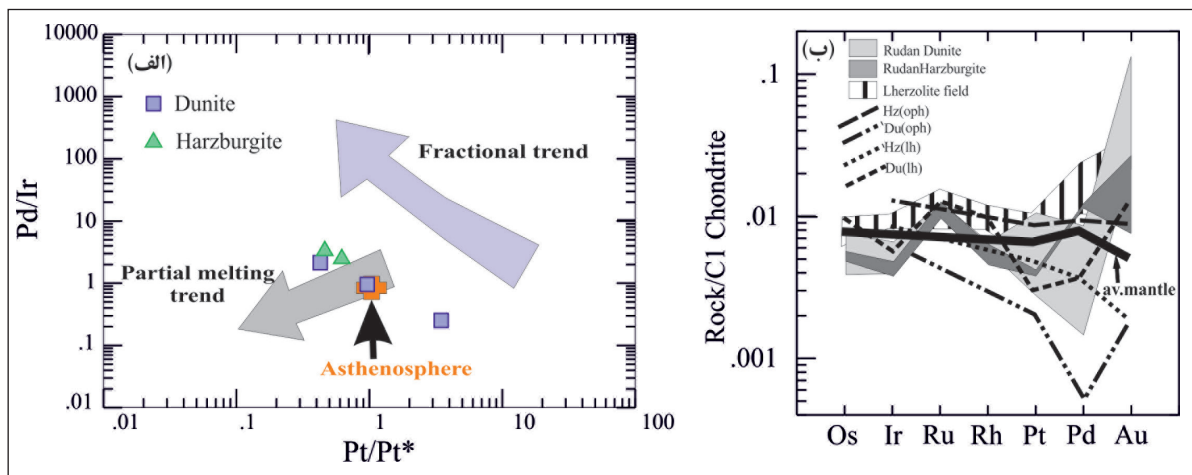 (الف)
10000
1000
100
10
1
0.1
.01
Pd/Ir
Dunite
Harzburgite
Fractional trend
Partial melting
trend
Asthenosphere
.01
0.1
1
10
100
Pt/Pt*
(ب)
.1
.01
.001
Rock/C1 Chondrite
Rudan Dunite
RudanHarzburgite
Lherzolite field
Hz(oph)
Du(oph)
Hz(lh)
Du(lh)
av.mantle
Os Ir Ru Rh Pt Pd Au